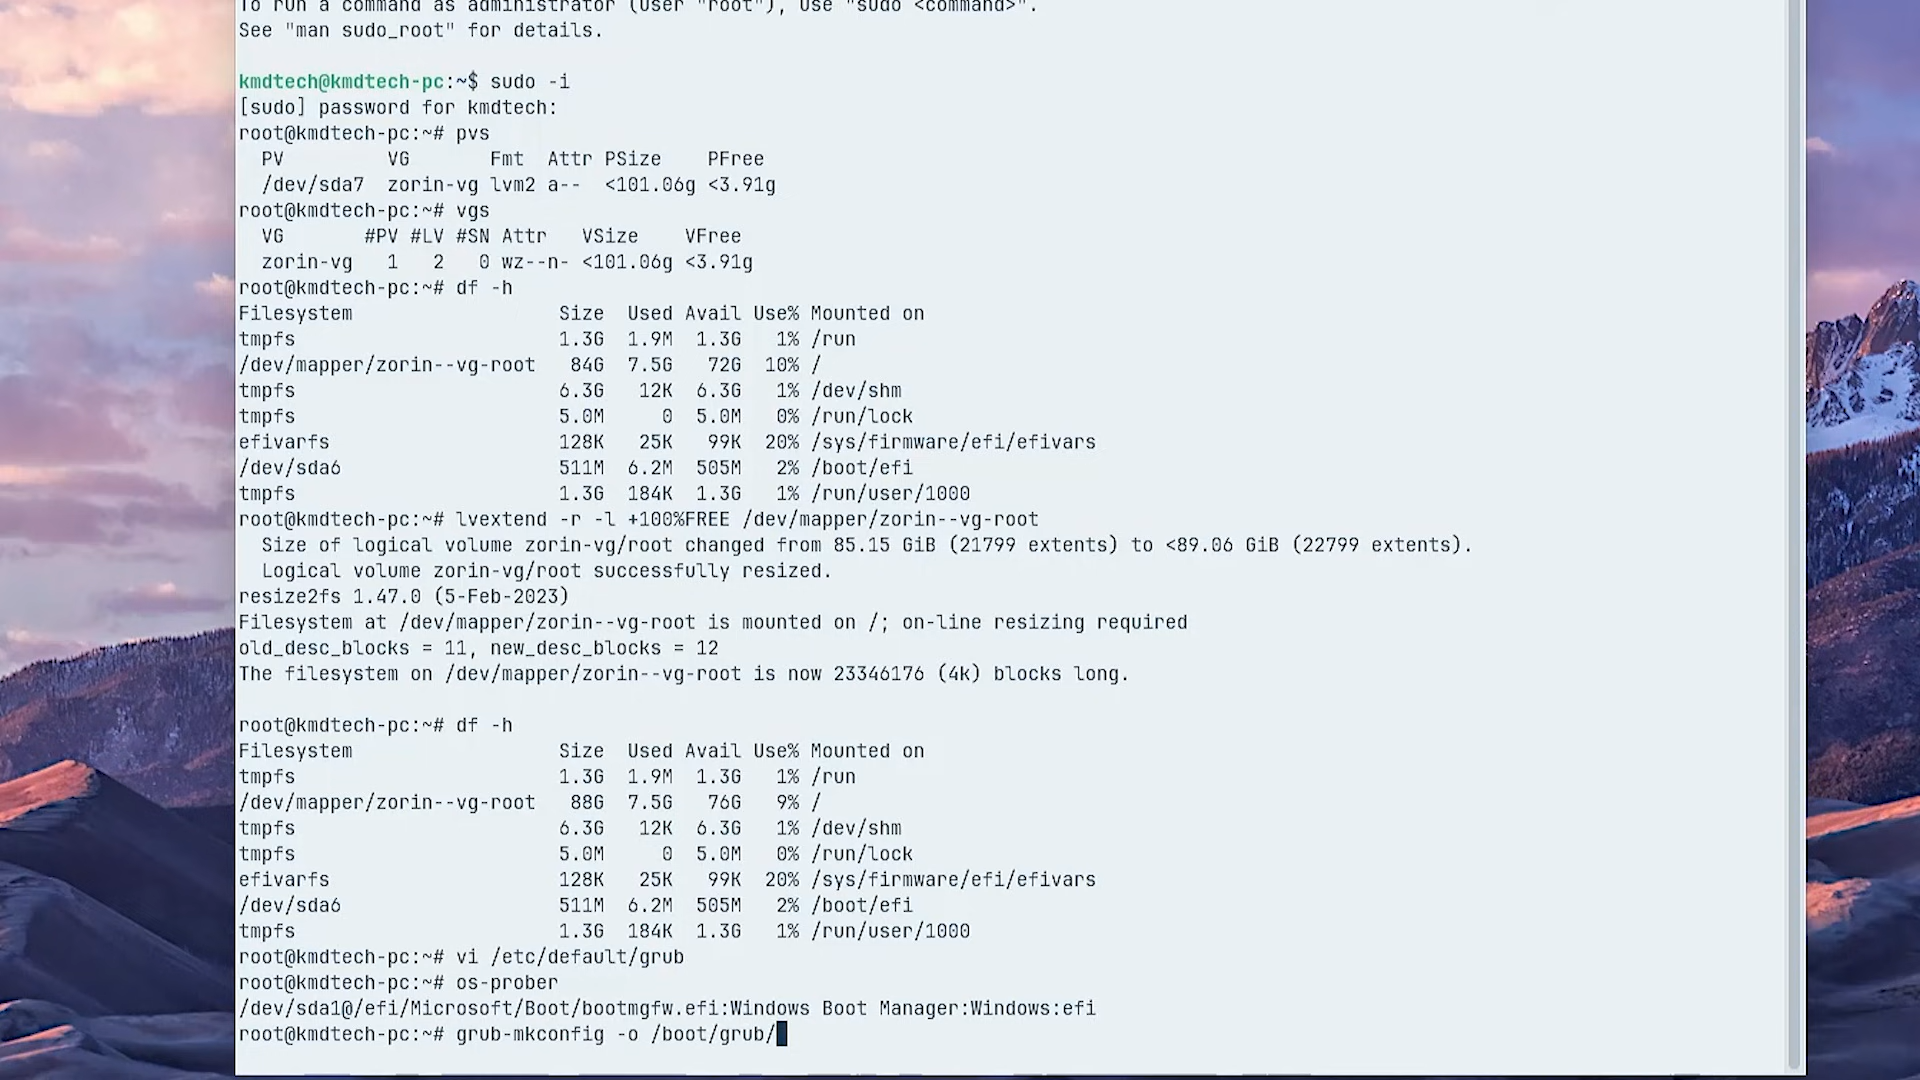 To run a command as administrator (user "root"), use "sudo <command>".
See "man sudo_root" for details.
kmdtech@kmdtech-pc:~$ sudo -i
[sudo] password for kmdtech:
root@kmdtech-pc:~# pvs
  PV         VG       Fmt  Attr PSize    PFree
  /dev/sda7  zorin-vg lvm2 a--  <101.06g <3.91g
root@kmdtech-pc:~# vgs
  VG       #PV #LV #SN Attr   VSize    VFree
  zorin-vg   1   2   0 wz--n- <101.06g <3.91g
root@kmdtech-pc:~# df -h
Filesystem                  Size  Used Avail Use% Mounted on
tmpfs                       1.3G  1.9M  1.3G   1% /run
/dev/mapper/zorin--vg-root   84G  7.5G   72G  10% /
tmpfs                       6.3G   12K  6.3G   1% /dev/shm
tmpfs                       5.0M     0  5.0M   0% /run/lock
efivarfs                    128K   25K   99K  20% /sys/firmware/efi/efivars
/dev/sda6                   511M  6.2M  505M   2% /boot/efi
tmpfs                       1.3G  184K  1.3G   1% /run/user/1000
root@kmdtech-pc:~# lvextend -r -l +100%FREE /dev/mapper/zorin--vg-root
  Size of logical volume zorin-vg/root changed from 85.15 GiB (21799 extents) to <89.06 GiB (22799 extents).
  Logical volume zorin-vg/root successfully resized.
resize2fs 1.47.0 (5-Feb-2023)
Filesystem at /dev/mapper/zorin--vg-root is mounted on /; on-line resizing required
old_desc_blocks = 11, new_desc_blocks = 12
The filesystem on /dev/mapper/zorin--vg-root is now 23346176 (4k) blocks long.
root@kmdtech-pc:~# df -h
Filesystem                  Size  Used Avail Use% Mounted on
tmpfs                       1.3G  1.9M  1.3G   1% /run
/dev/mapper/zorin--vg-root   88G  7.5G   76G   9% /
tmpfs                       6.3G   12K  6.3G   1% /dev/shm
tmpfs                       5.0M     0  5.0M   0% /run/lock
efivarfs                    128K   25K   99K  20% /sys/firmware/efi/efivars
/dev/sda6                   511M  6.2M  505M   2% /boot/efi
tmpfs                       1.3G  184K  1.3G   1% /run/user/1000
root@kmdtech-pc:~# vi /etc/default/grub
root@kmdtech-pc:~# os-prober
/dev/sda1@/efi/Microsoft/Boot/bootmgfw.efi:Windows Boot Manager:Windows:efi
root@kmdtech-pc:~# grub-mkconfig -o /boot/grub/